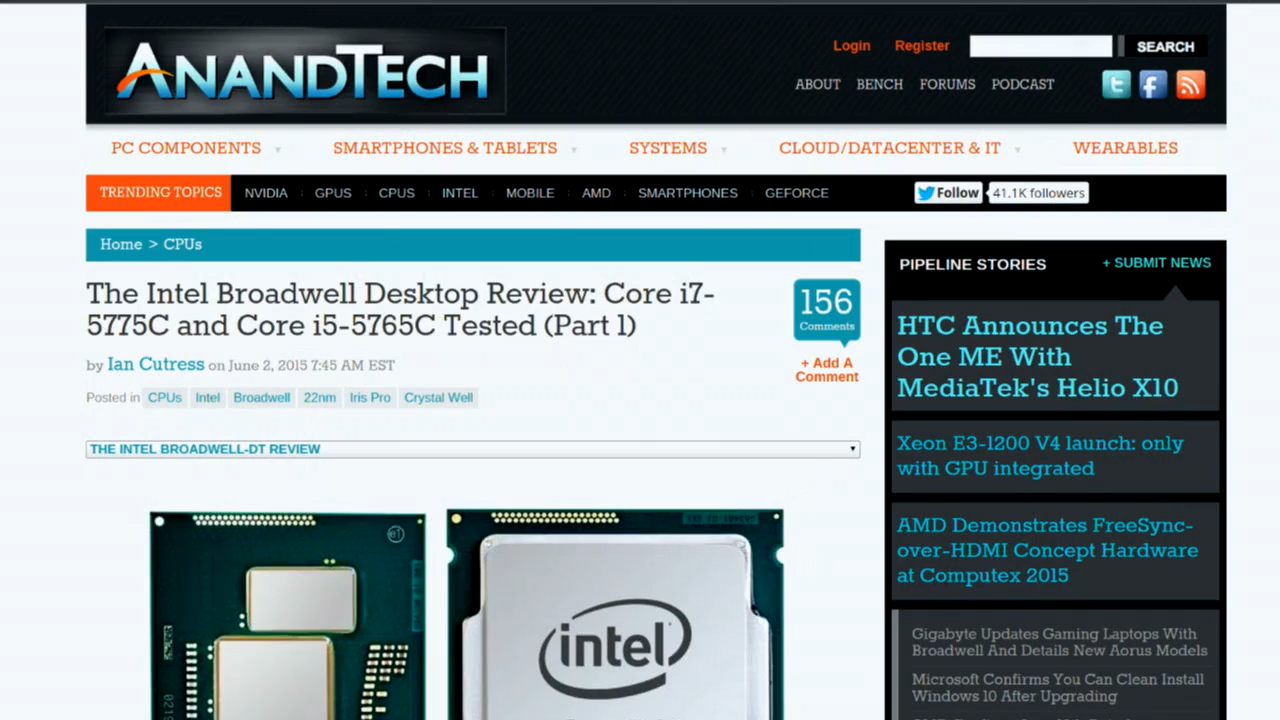 ANANDTECH
Login Register SEARCH
ABOUT BENCH FORUMS PODCAST
PC COMPONENTS SMARTPHONES & TABLETS SYSTEMS CLOUD/DATACENTER & IT WEARABLES
TRENDING TOPICS NVIDIA GPUS CPUS INTEL MOBILE AMD SMARTPHONES GEFORCE Follow 41.1K followers
Home > CPUs
The Intel Broadwell Desktop Review: Core i7-
5775C and Core i5-5765C Tested (Part 1)
by Ian Cutress on June 2, 2015 7:45 AM EST
Posted in CPUs Intel Broadwell 22nm Iris Pro Crystal Well
156
Comments
+ Add A
Comment
THE INTEL BROADWELL-DT REVIEW
e1
intel
PIPELINE STORIES + SUBMIT NEWS
HTC Announces The
One ME With
MediaTek's Helio X10
Xeon E3-1200 V4 launch: only
with GPU integrated
AMD Demonstrates FreeSync-
over-HDMI Concept Hardware
at Computex 2015
Gigabyte Updates Gaming Laptops With
Broadwell And Details New Aorus Models
Microsoft Confirms You Can Clean Install
Windows 10 After Upgrading